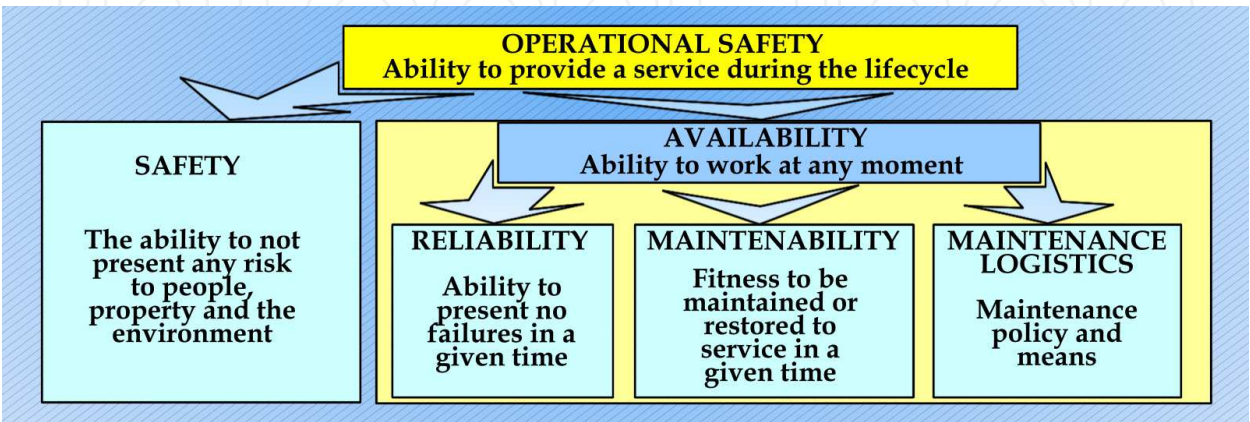 OPERATIONAL SAFETY
Ability to provide a service during the lifecycle
SAFETY
The ability to not
present any risk
to people,
property and the
environment
AVAILABILITY
Ability to work at any moment
RELIABILITY
Ability to
present no
failures in a
given time
MAINTENABILITY
Fitness to be
maintained or
restored to
service in a
given time
MAINTENANCE
LOGISTICS
Maintenance
policy and
means